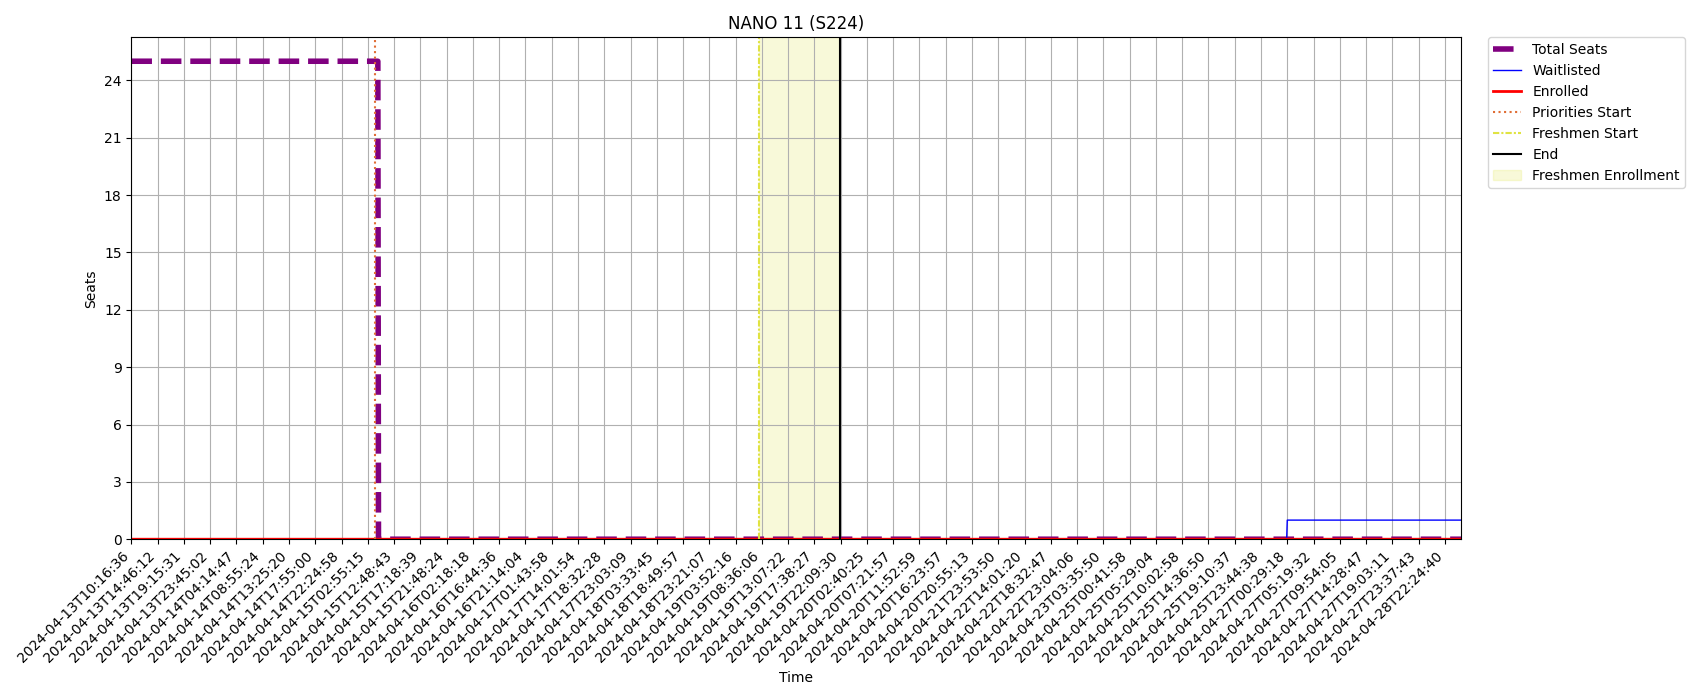 NANO 11 (S224)
Total Seats
Waitlisted
Enrolled
Priorities Start
Freshmen Start
End
Freshmen Enrollment
Seats
24
21
18
15
12
9
6
3
0
2024-04-13T10:16:36
2024-04-13T14:46:12
2024-04-13T19:15:31
2024-04-13T23:45:02
2024-04-14T04:14:47
2024-04-14T08:55:24
2024-04-14T13:25:20
2024-04-14T17:55:00
2024-04-14T22:24:58
2024-04-15T02:55:15
2024-04-15T12:48:43
2024-04-15T17:18:39
2024-04-15T21:48:24
2024-04-16T02:18:18
2024-04-16T16:44:36
2024-04-16T21:14:04
2024-04-17T01:43:58
2024-04-17T14:01:54
2024-04-17T18:32:28
2024-04-17T23:03:09
2024-04-18T03:33:45
2024-04-18T18:49:57
2024-04-18T23:21:07
2024-04-19T03:52:16
2024-04-19T08:36:06
2024-04-19T13:07:22
2024-04-19T17:38:27
2024-04-19T22:09:30
2024-04-20T02:40:25
2024-04-20T07:21:57
2024-04-20T11:52:59
2024-04-20T16:23:57
2024-04-20T20:55:13
2024-04-21T23:53:50
2024-04-22T14:01:20
2024-04-22T18:32:47
2024-04-22T23:04:06
2024-04-23T03:35:50
2024-04-25T00:41:58
2024-04-25T05:29:04
2024-04-25T10:02:58
2024-04-25T14:36:50
2024-04-25T19:10:37
2024-04-25T23:44:38
2024-04-27T00:29:18
2024-04-27T05:19:32
2024-04-27T09:54:05
2024-04-27T14:28:47
2024-04-27T19:03:11
2024-04-27T23:37:43
2024-04-28T22:24:40
Time